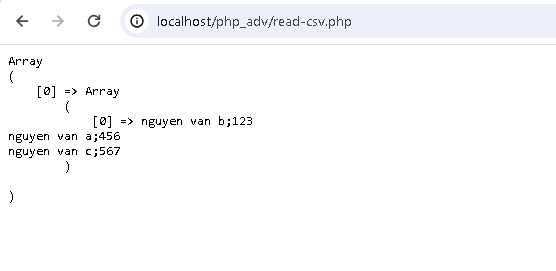 localhost/php_adv/read-csv.php
Array
(
    [0] => Array
        (
            [0] => nguyen van b;123
nguyen van a;456
nguyen van c;567
        )

)